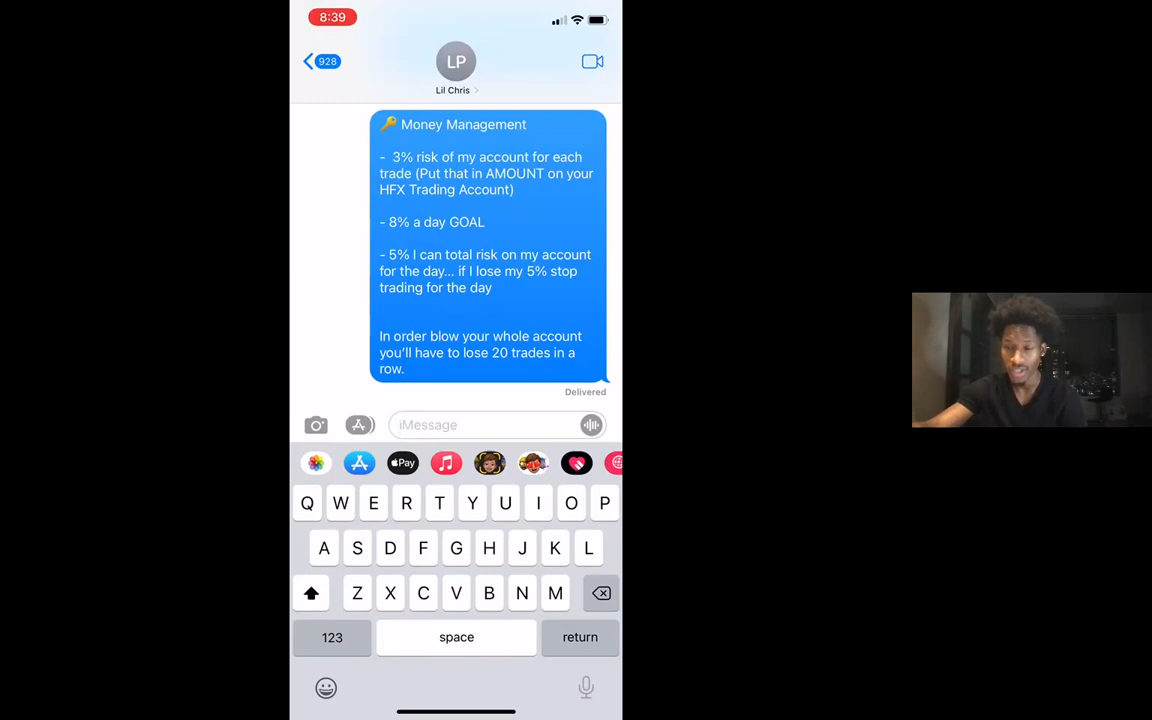 8:39
928
LP
Lil Chris
🔑 Money Management
- 3% risk of my account for each
trade (Put that in AMOUNT on your
HFX Trading Account)
- 8% a day GOAL
- 5% I can total risk on my account
for the day... if I lose my 5% stop
trading for the day
In order blow your whole account
you'll have to lose 20 trades in a
row.
Delivered
iMessage
Pay
Q W E R T Y U I O P
A S D F G H J K L
Z X C V B N M
123 space return